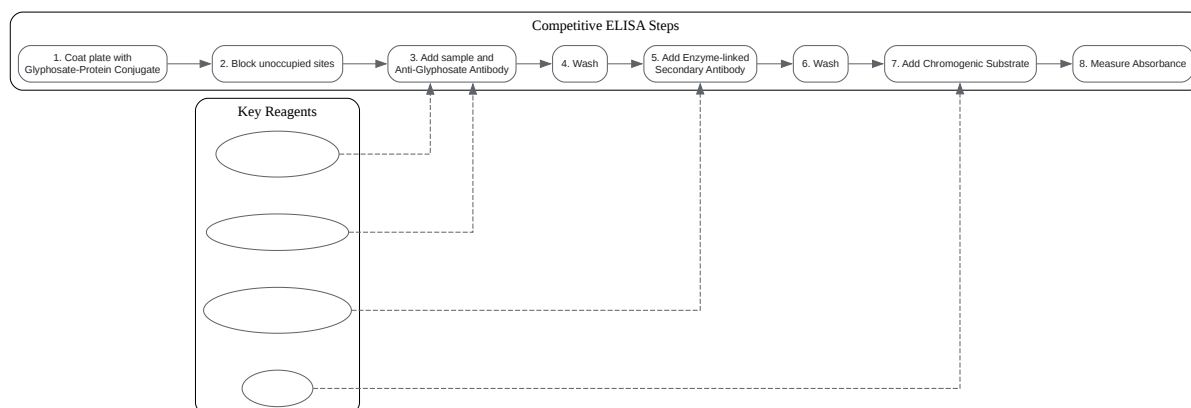 Competitive ELISA Steps
1. Coat plate with
Glyphosate-Protein Conjugate
2. Block unoccupied sites
3. Add sample and
Anti-Glyphosate Antibody
4. Wash
5. Add Enzyme-linked
Secondary Antibody
6. Wash
7. Add Chromogenic Substrate
8. Measure Absorbance
Key Reagents